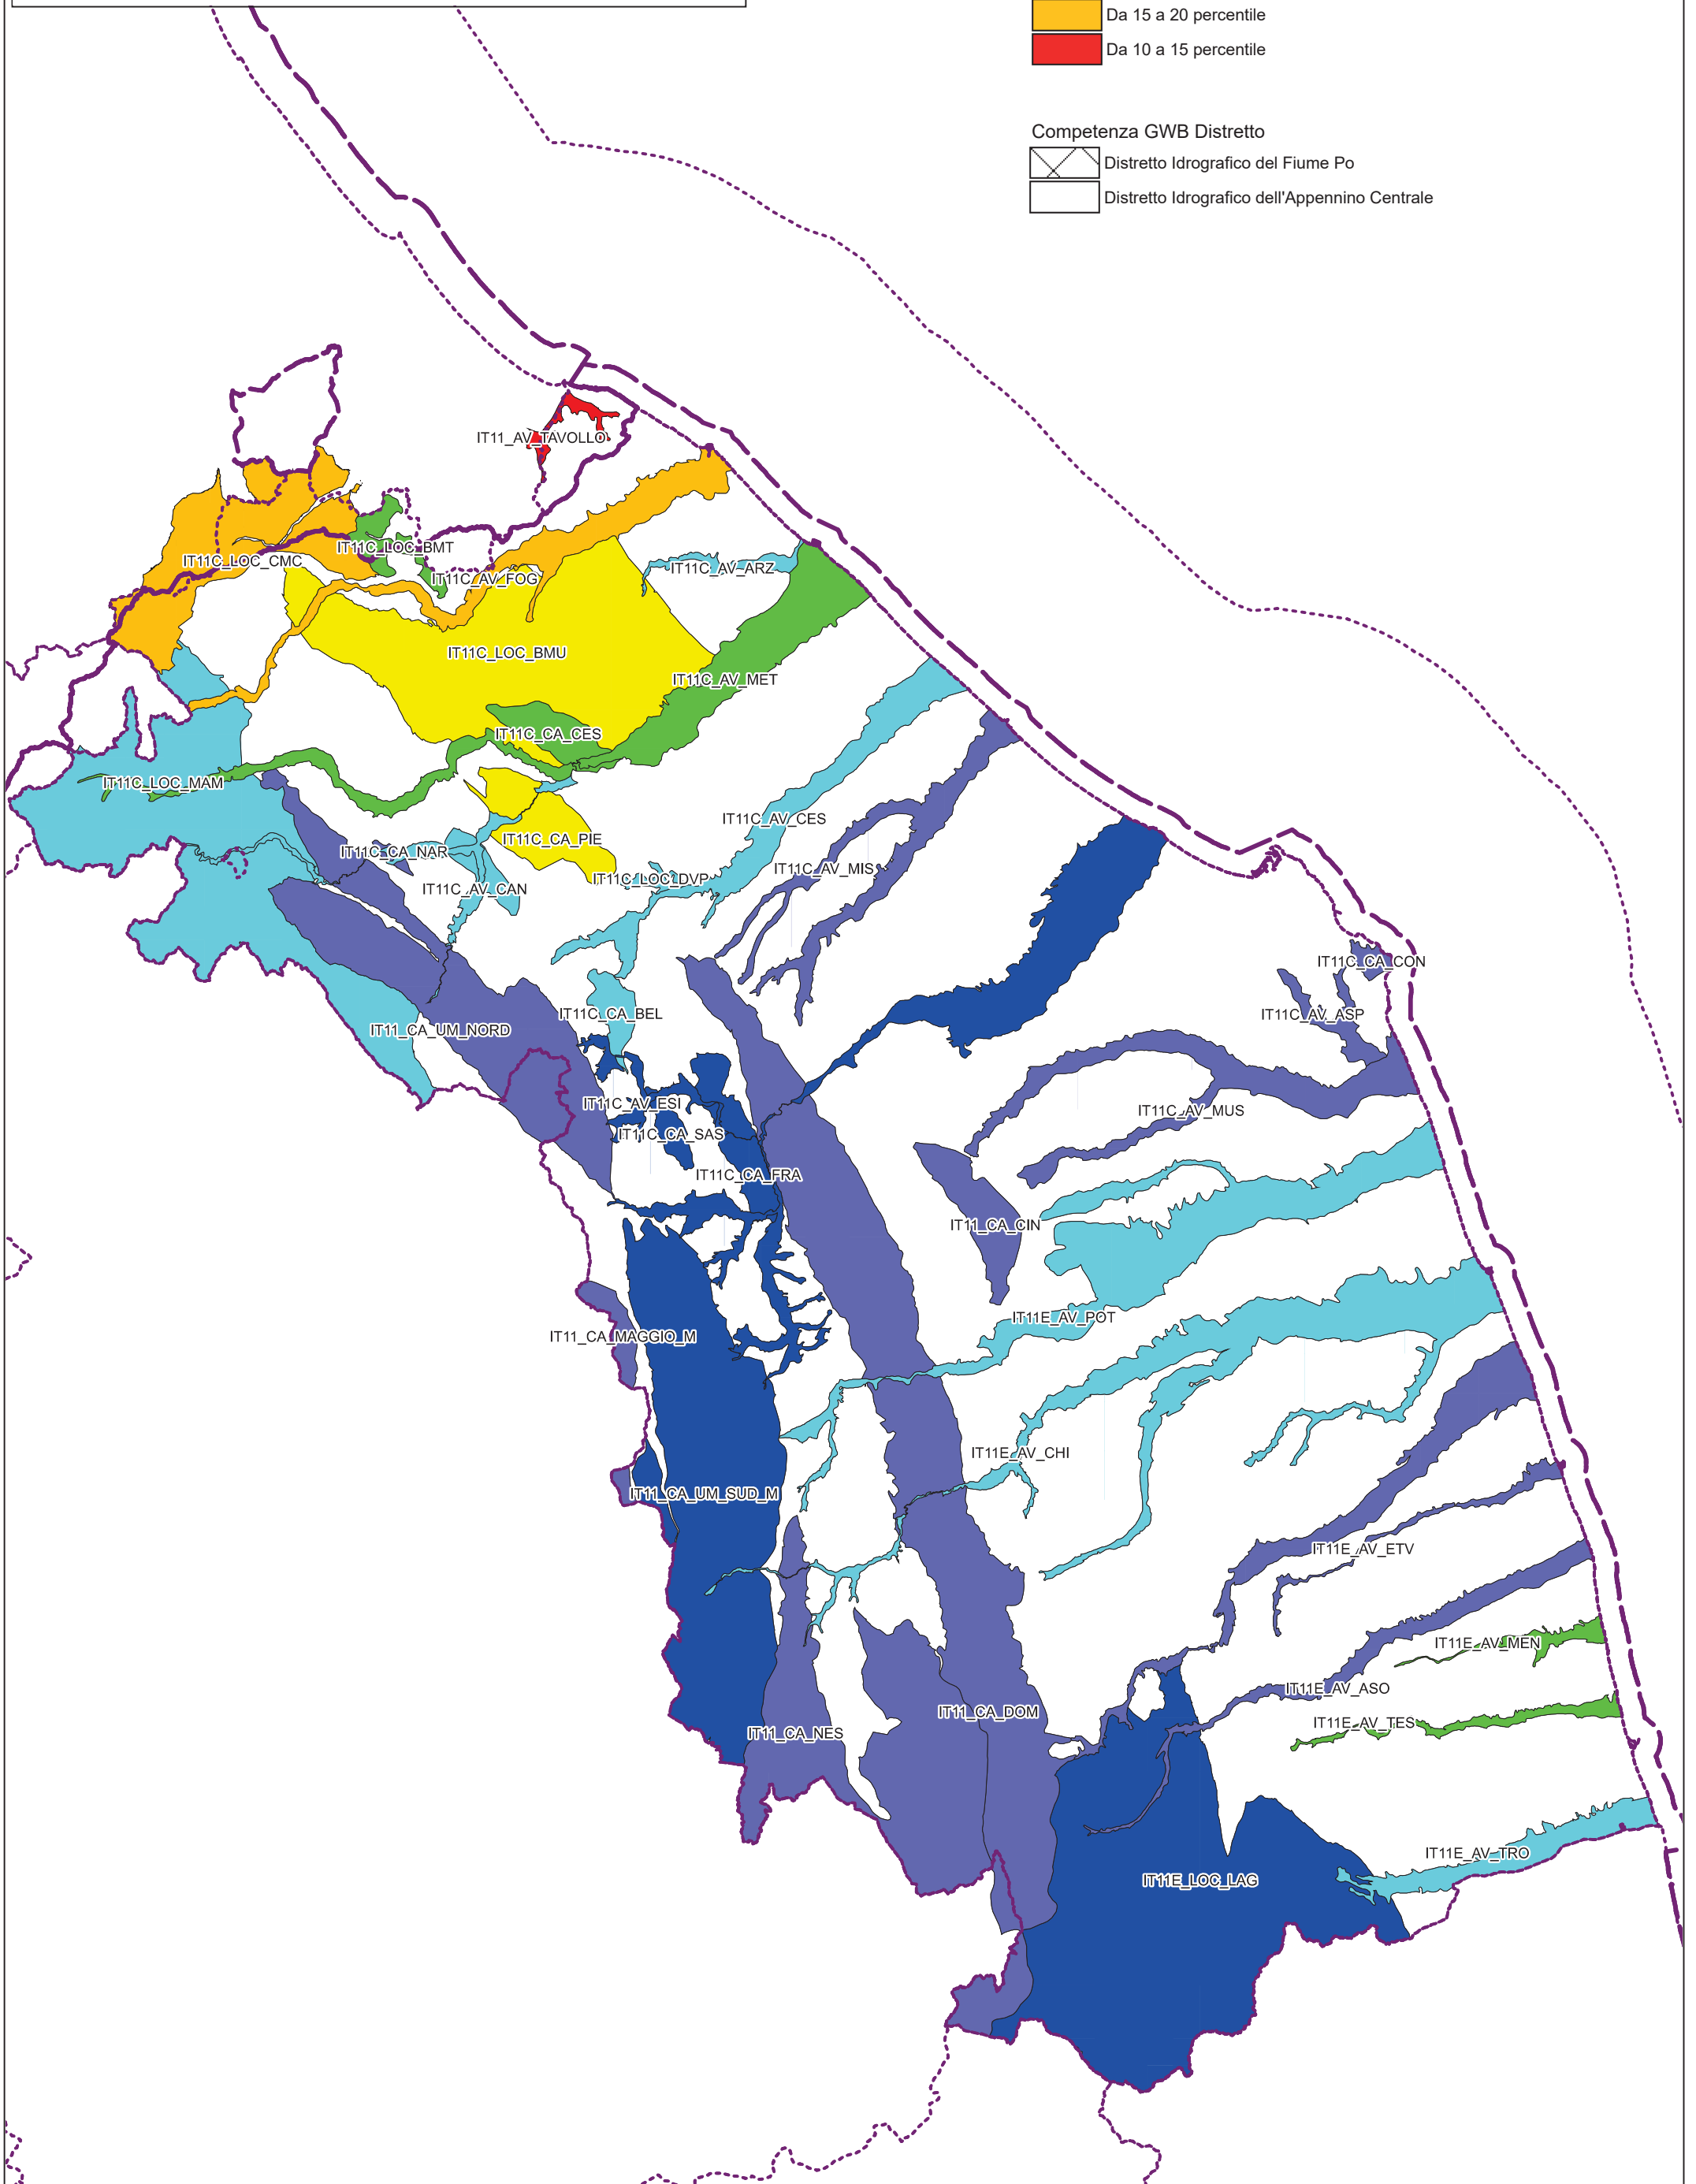 Da 15 a 20 percentile
Da 10 a 15 percentile
Competenza GWB Distretto
Distretto Idrografico del Fiume Po
Distretto Idrografico dell'Appennino Centrale
IT11_AV_TAVOLLO
IT11C_LOC_BMT
IT11C_LOC_CMC
IT11C_AV_FOG
IT11C_AV_ARZ
IT11C_LOC_BMU
IT11C_AV_MET
IT11C_CA_CES
IT11C_LOC_MAM
IT11C_AV_CES
IT11C_CA_PIE
IT11C_CA_NAR
IT11C_AV_MIS
IT11C_LOC_DVP
IT11C_AV_CAN
IT11C_CA_CON
IT11C_CA_BEL
IT11C_AV_ASP
IT11_CA_UM_NORD
IT11C_AV_ESI
IT11C_AV_MUS
IT11C_CA_SAS
IT11C_CA_FRA
IT11_CA_CIN
IT11E_AV_POT
IT11_CA_MAGGIO_M
IT11E_AV_CHI
IT11_CA_UM_SUD_M
IT11E_AV_ETV
IT11E_AV_MEN
IT11E_AV_ASO
IT11_CA_DOM
IT11E_AV_TES
IT11_CA_NES
IT11E_AV_TRO
IT11E_LOC_LAG